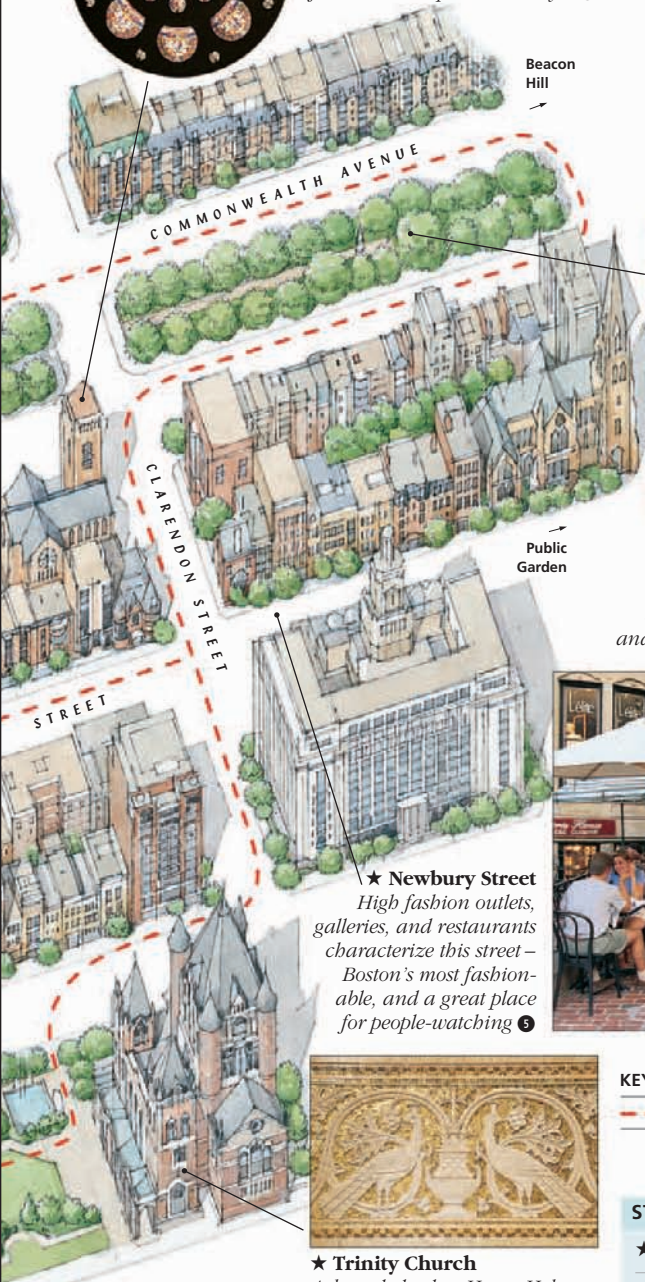 Beacon
Hill
COMMONWEALTH AVENUE
CLARENDON STREET
Public
Garden
and
STREET
★ Newbury Street
High fashion outlets,
galleries, and restaurants
characterize this street –
Boston's most fashion-
able, and a great place
for people-watching 5
KEY
★ Trinity Church